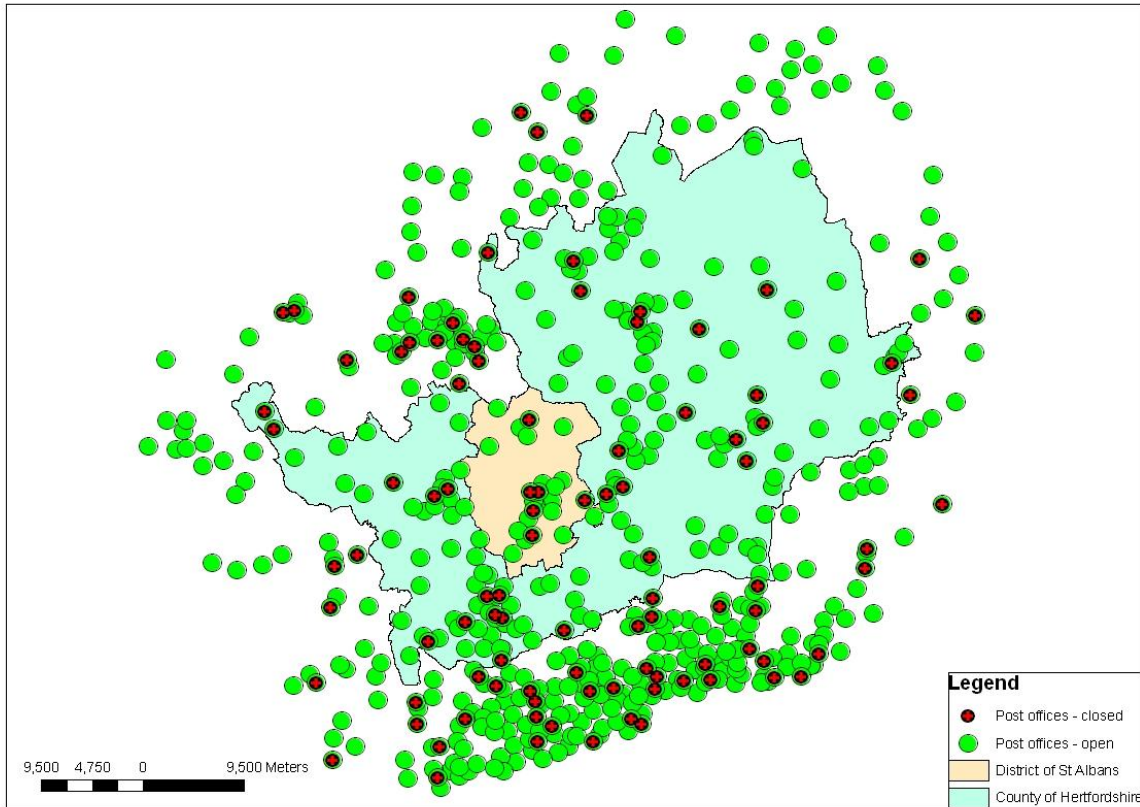 9,500 4,750 0 9,500 Meters
Legend
Post offices - closed
Post offices - open
District of St Albans
County of Hertfordshire